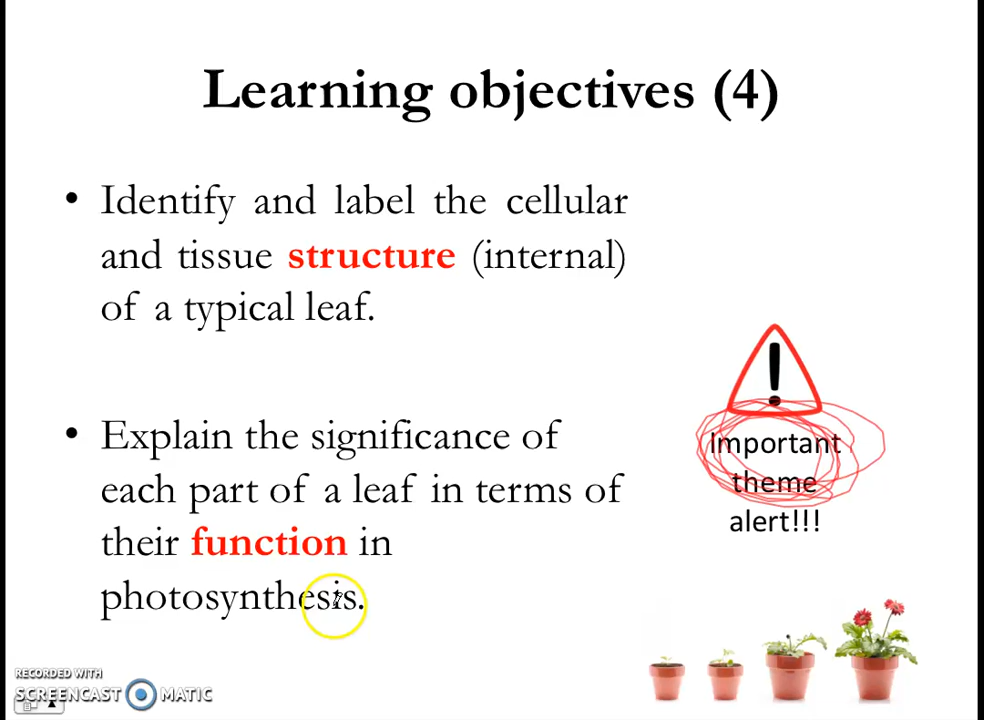 Learning objectives (4)
• Identify and label the cellular
and tissue structure (internal)
of a typical leaf.
• Explain the significance of
each part of a leaf in terms of
their function in
photosynthesis.
!
Important
theme
alert!!!
RECORDED WITH
SCREENCAST MATIC